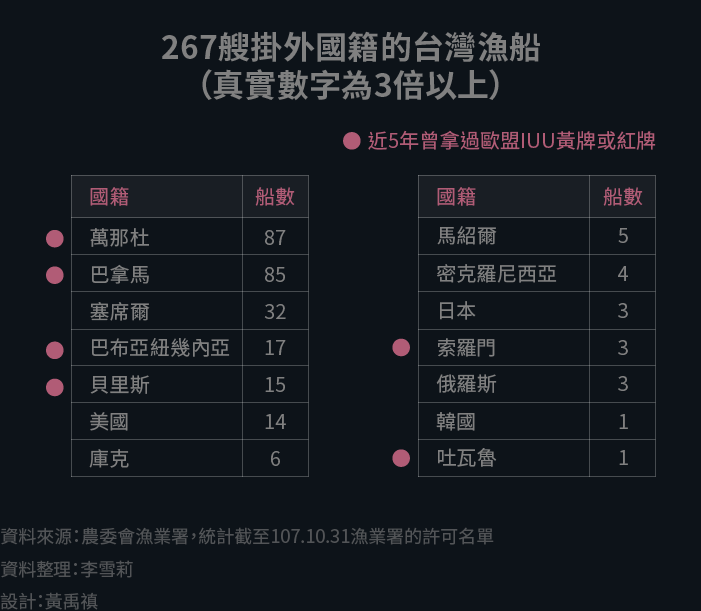 267艘掛外國籍的台灣漁船
（真實數字為3倍以上）
近5年曾拿過歐盟IUU黃牌或紅牌
國籍 船數
萬那杜 87
巴拿馬 85
塞席爾 32
巴布亞紐幾內亞 17
貝里斯 15
美國 14
庫克 6
國籍 船數
馬紹爾 5
密克羅尼西亞 4
日本 3
索羅門 3
俄羅斯 3
韓國 1
吐瓦魯 1
資料來源：農委會漁業署，統計截至107.10.31漁業署的許可名單
資料整理：李雪莉
設計：黃禹禛